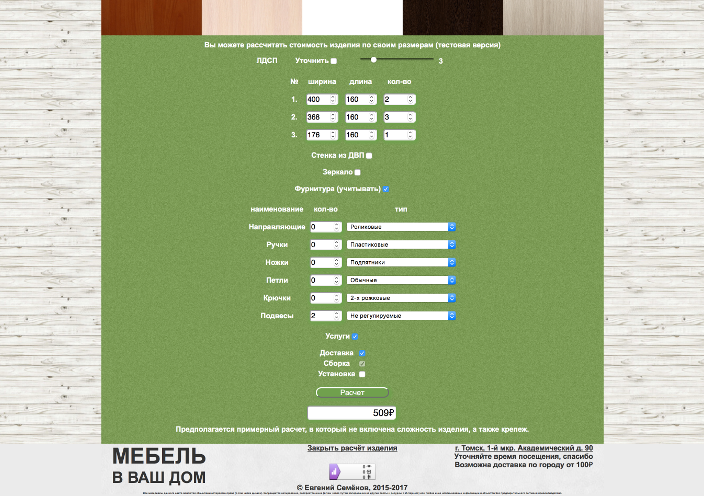 Вы можете рассчитать стоимость изделия по своим размерам (тестовая версия)
ЛДСП Уточнить 3
№ ширина длина кол-во
1. 400 160 2
2. 368 160 3
3. 176 160 1
Стенка из ДВП
Зеркало
Фурнитура (учитывать)
наименование кол-во тип
Направляющие 0 Роликовые
Ручки 0 Пластиковые
Ножки 0 Подпятники
Петли 0 Обычные
Крючки 0 2-х рожковые
Подвесы 2 Не регулируемые
Услуги
Доставка
Сборка
Установка
Расчет
509₽
Предполагается примерный расчет, в который не включена сложность изделия, а также крепеж.
МЕБЕЛЬ
В ВАШ ДОМ
Закрыть расчёт изделия
г. Томск, 1-й мкр. Академический д. 90
Уточняйте время посещения, спасибо
Возможна доставка по городу от 100₽
© Евгений Семёнов, 2015-2017